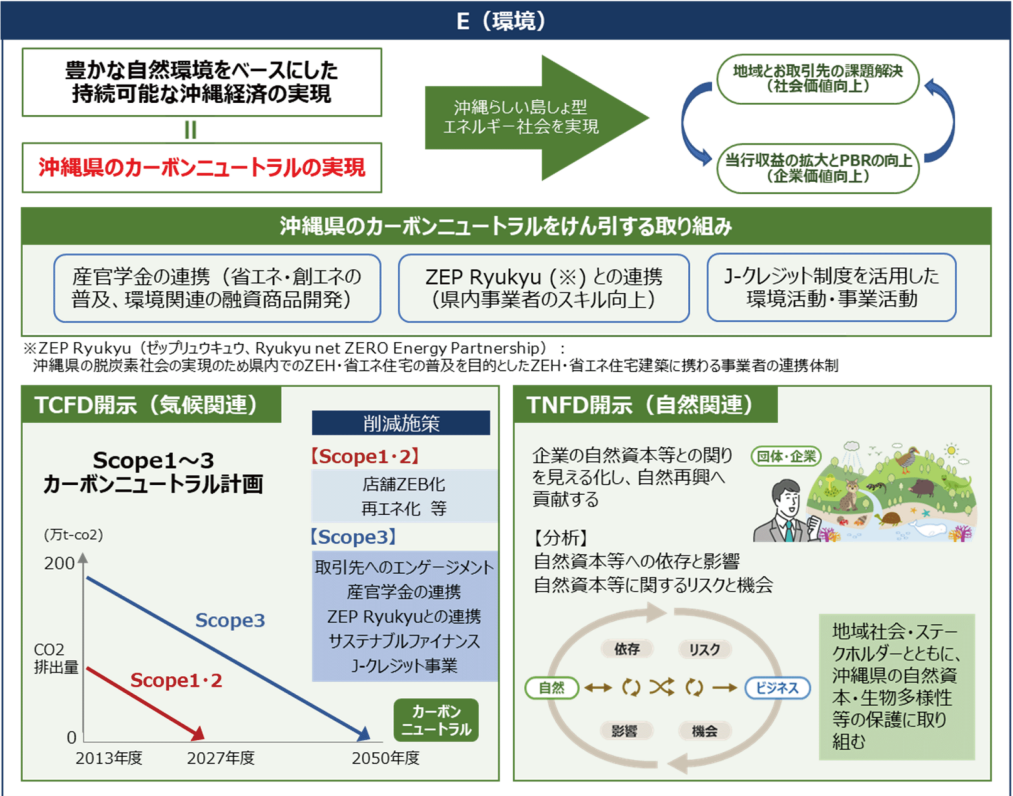 E（環境）
豊かな自然環境をベースにした
持続可能な沖縄経済の実現
=
沖縄県のカーボンニュートラルの実現
沖縄らしい島しょ型
エネルギー社会を実現
地域とお取引先の課題解決
（社会価値向上）
当行収益の拡大とPBRの向上
（企業価値向上）
沖縄県のカーボンニュートラルをけん引する取り組み
産官学金の連携（省エネ・創エネの
普及、環境関連の融資商品開発）
ZEP Ryukyu (※) との連携
（県内事業者のスキル向上）
J-クレジット制度を活用した
環境活動・事業活動
※ZEP Ryukyu（ゼップリュウキュウ、Ryukyu net ZERO Energy Partnership）：
沖縄県の脱炭素社会の実現のため県内でのZEH・省エネ住宅の普及を目的としたZEH・省エネ住宅建築に携わる事業者の連携体制
TCFD開示（気候関連）
Scope1～3
カーボンニュートラル計画
(万t-co2)
200
CO2
排出量
0
2013年度
2027年度
2050年度
Scope3
Scope1・2
削減施策
【Scope1・2】
店舗ZEB化
再エネ化 等
【Scope3】
取引先へのエンゲージメント
産官学金の連携
ZEP Ryukyuとの連携
サステナブルファイナンス
J-クレジット事業
カーボン
ニュートラル
TNFD開示（自然関連）
企業の自然資本等との関り
を見える化し、自然再興へ
貢献する
団体・企業
【分析】
自然資本等への依存と影響
自然資本等に関するリスクと機会
依存
リスク
自然
ビジネス
影響
機会
地域社会・ステー
クホルダーとともに、
沖縄県の自然資
本・生物多様性
等の保護に取り
組む